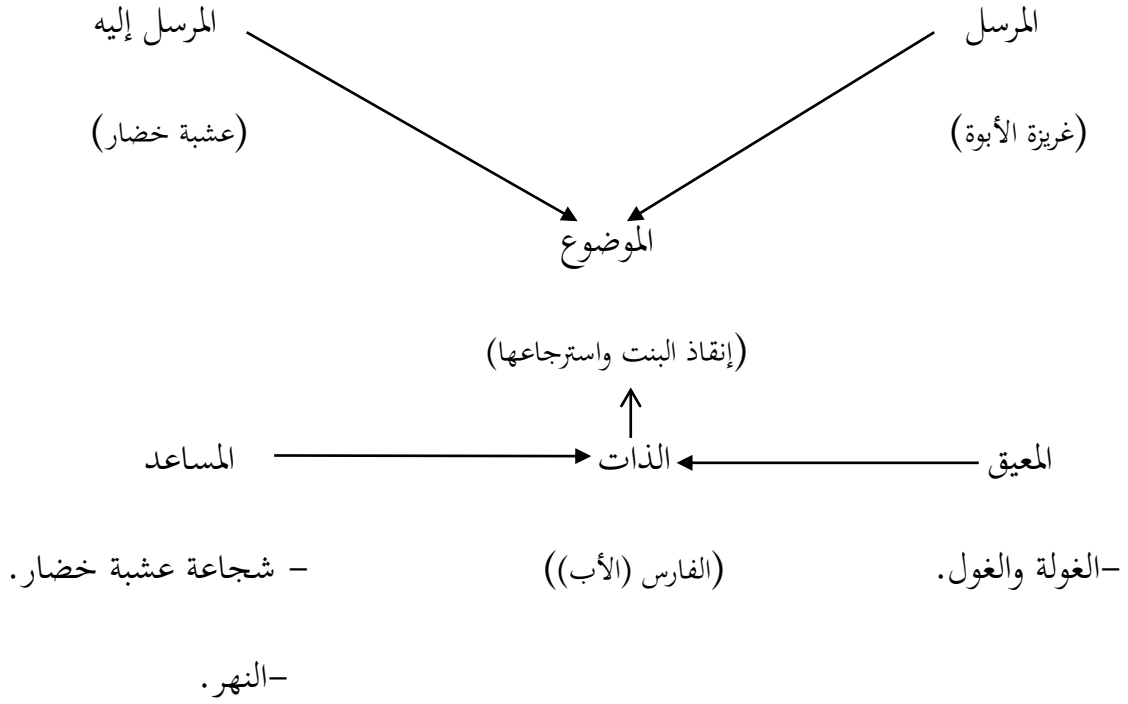 المرسل المرسل إليه
(غريزة الأبوة) (عشبة خضار)
الموضوع
(إنقاذ البنت واسترجاعها)
المعيق الذات المساعد
-الغولة والغول. (الفارس (الأب)) - شجاعة عشبة خضار.
-النهر.